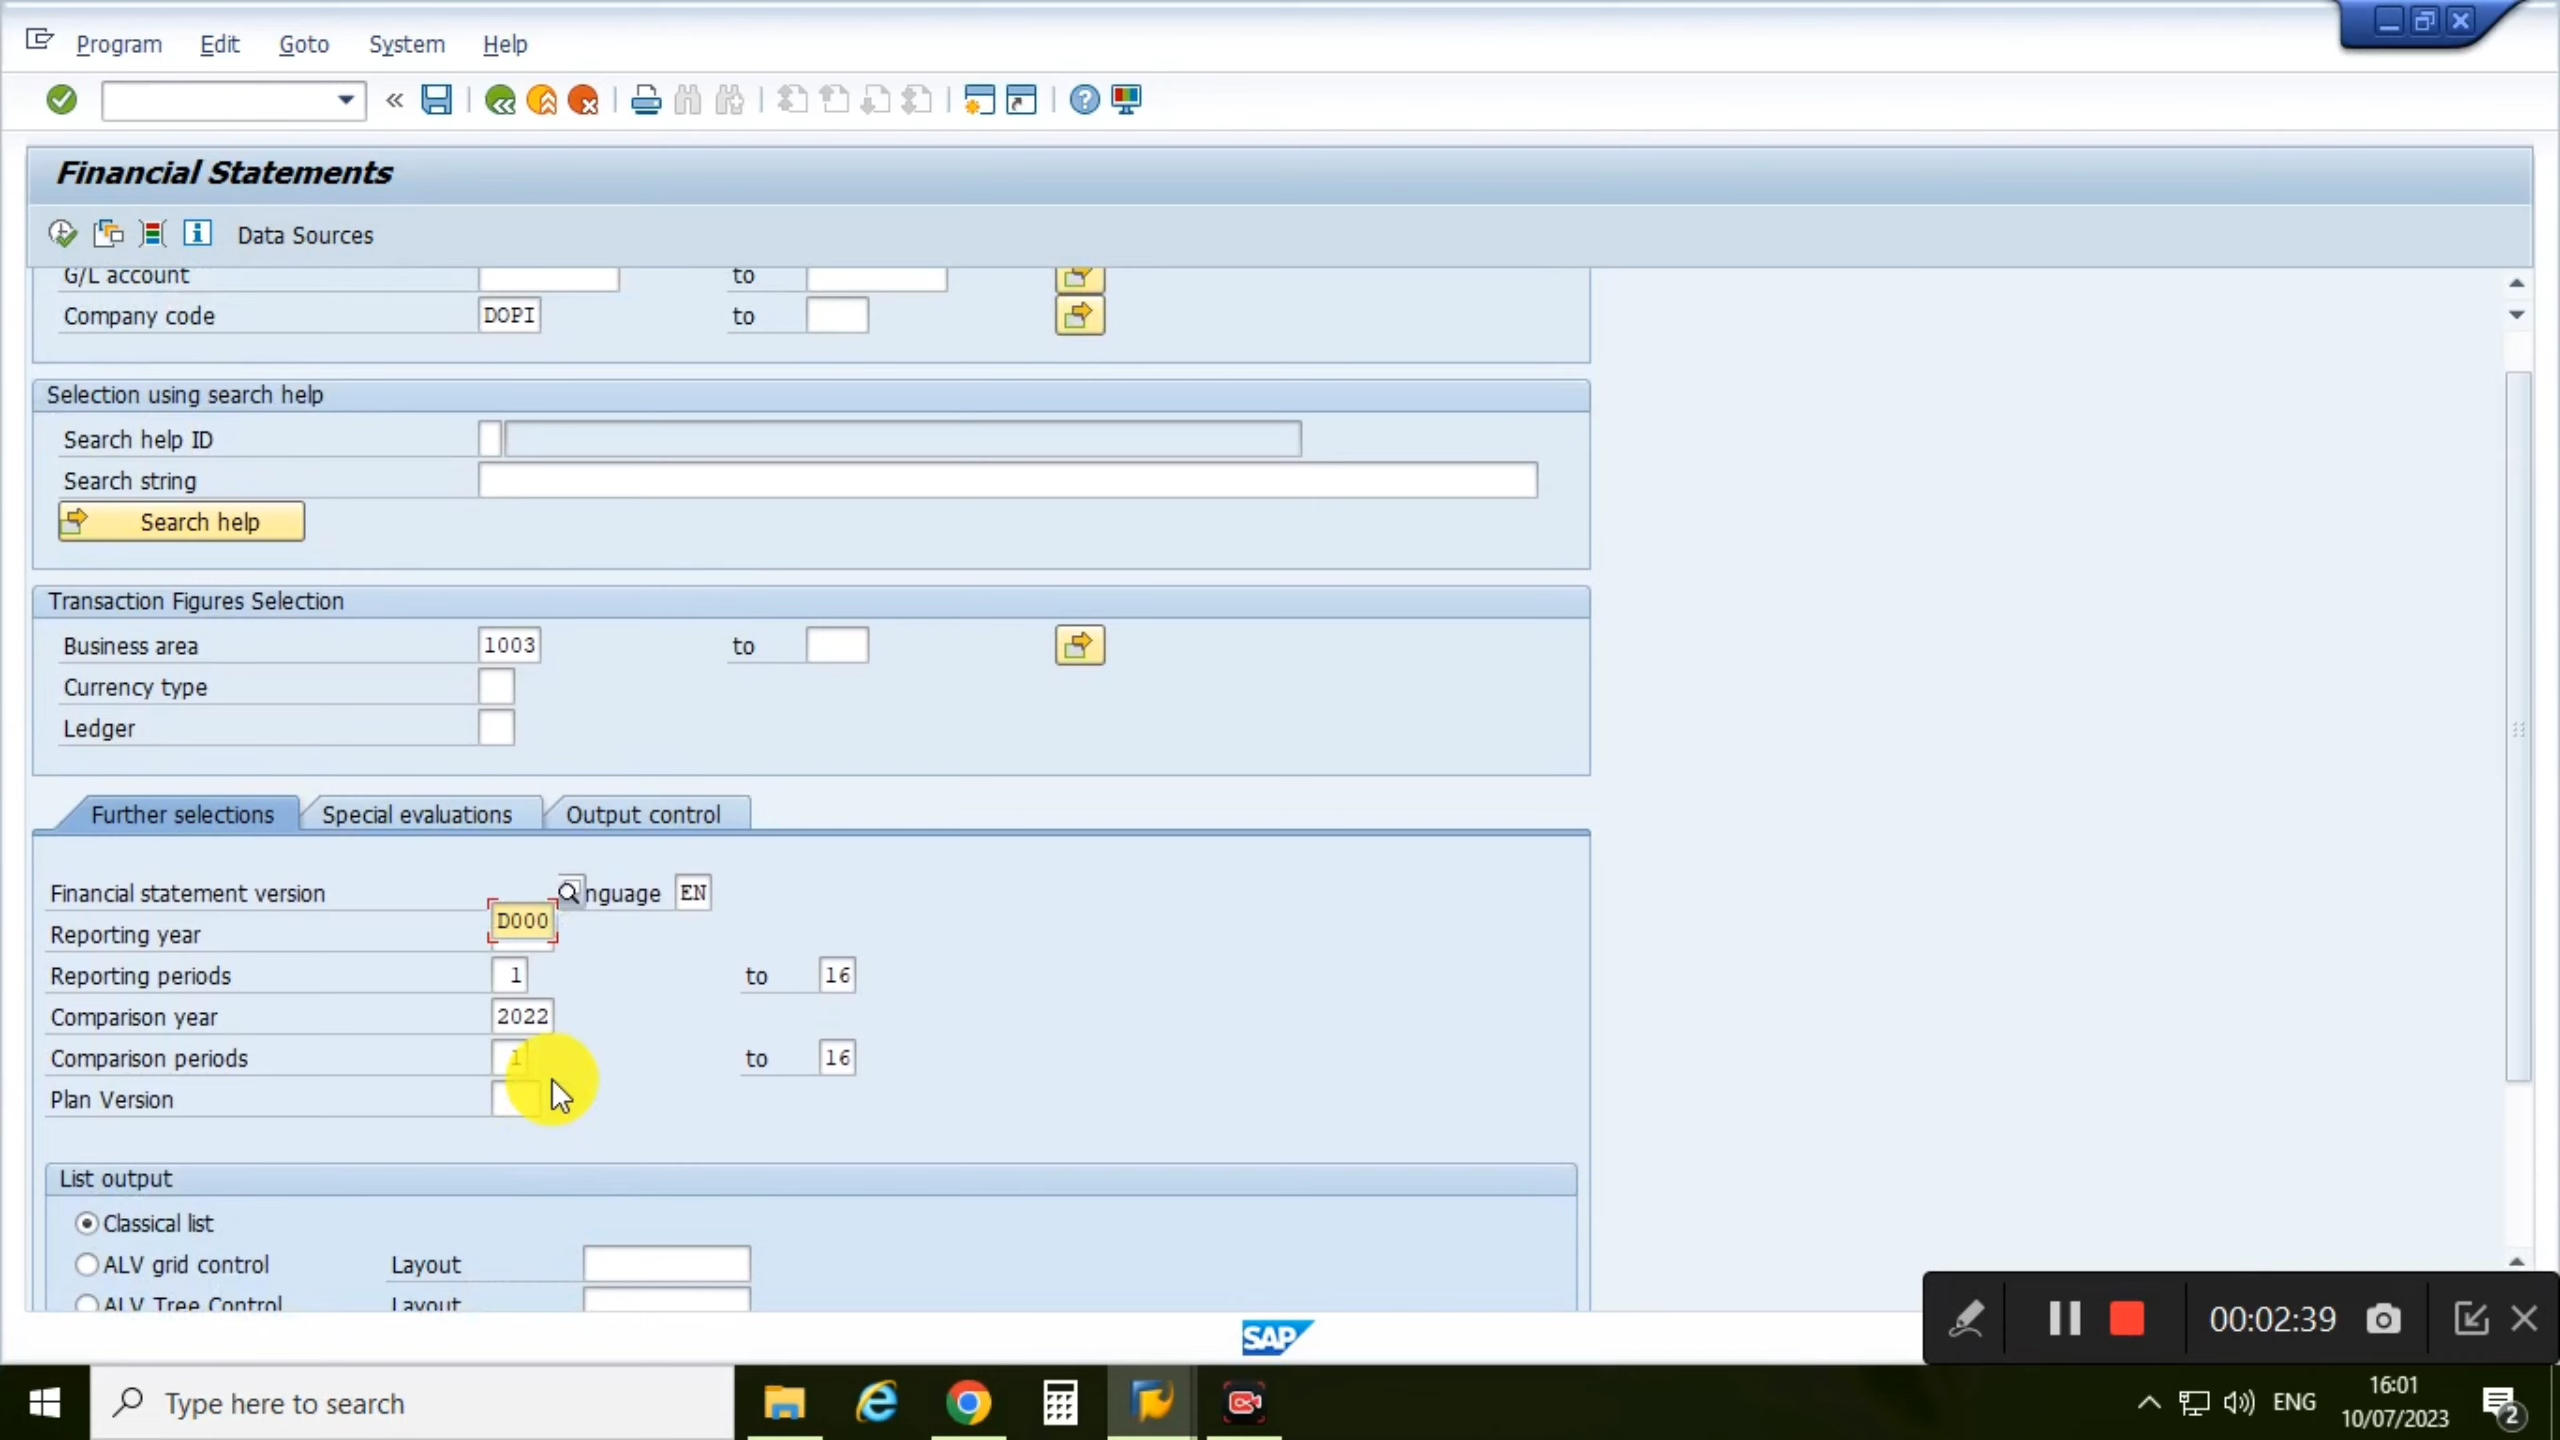 Program Edit Goto System Help
Financial Statements
Data Sources
G/L account to
Company code DOPI to
Selection using search help
Search help ID
Search string
Search help
Transaction Figures Selection
Business area 1003 to
Currency type
Ledger
Further selections Special evaluations Output control
Financial statement version nguage EN
D000
Reporting year
Reporting periods 1 to 16
Comparison year 2022
Comparison periods 1 to 16
Plan Version
List output
Classical list
ALV grid control Layout
ALV Tree Control Layout
SAP
00:02:39
Type here to search
ENG
16:01
10/07/2023
2